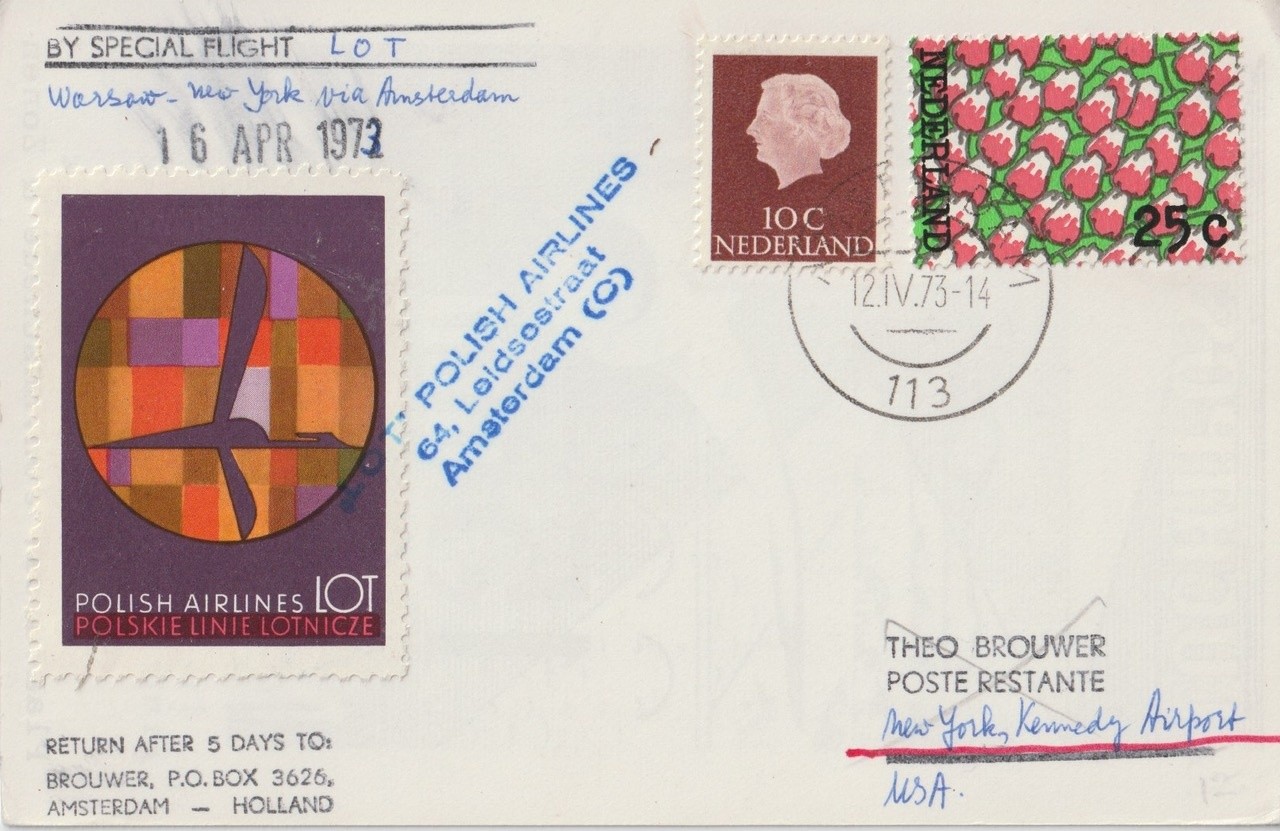 BY SPECIAL FLIGHT LOT
Warsaw - New York via Amsterdam
16 APR 1973
10 C
NEDERLAND
NEDERLAND
25 c
12.IV.73-14
113
LOT POLISH AIRLINES
64, Leidsestraat
Amsterdam (C)
POLISH AIRLINES LOT
POLSKIE LINIE LOTNICZE
THEO BROUWER
POSTE RESTANTE
New York, Kennedy Airport
USA.
RETURN AFTER 5 DAYS TO:
BROUWER, P.O. BOX 3626,
AMSTERDAM — HOLLAND